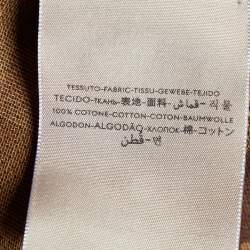 TESSUTO-FABRIC-TISSU-GEWEBE-TEJIDO
TECIDO-ТКАНЬ-表地-面料-قماش-직물
100% COTONE-COTTON-COTON-BAUMWOLLE
ALGODON-ALGODÃO-ХЛОПОК-棉-コットン
قطن-면